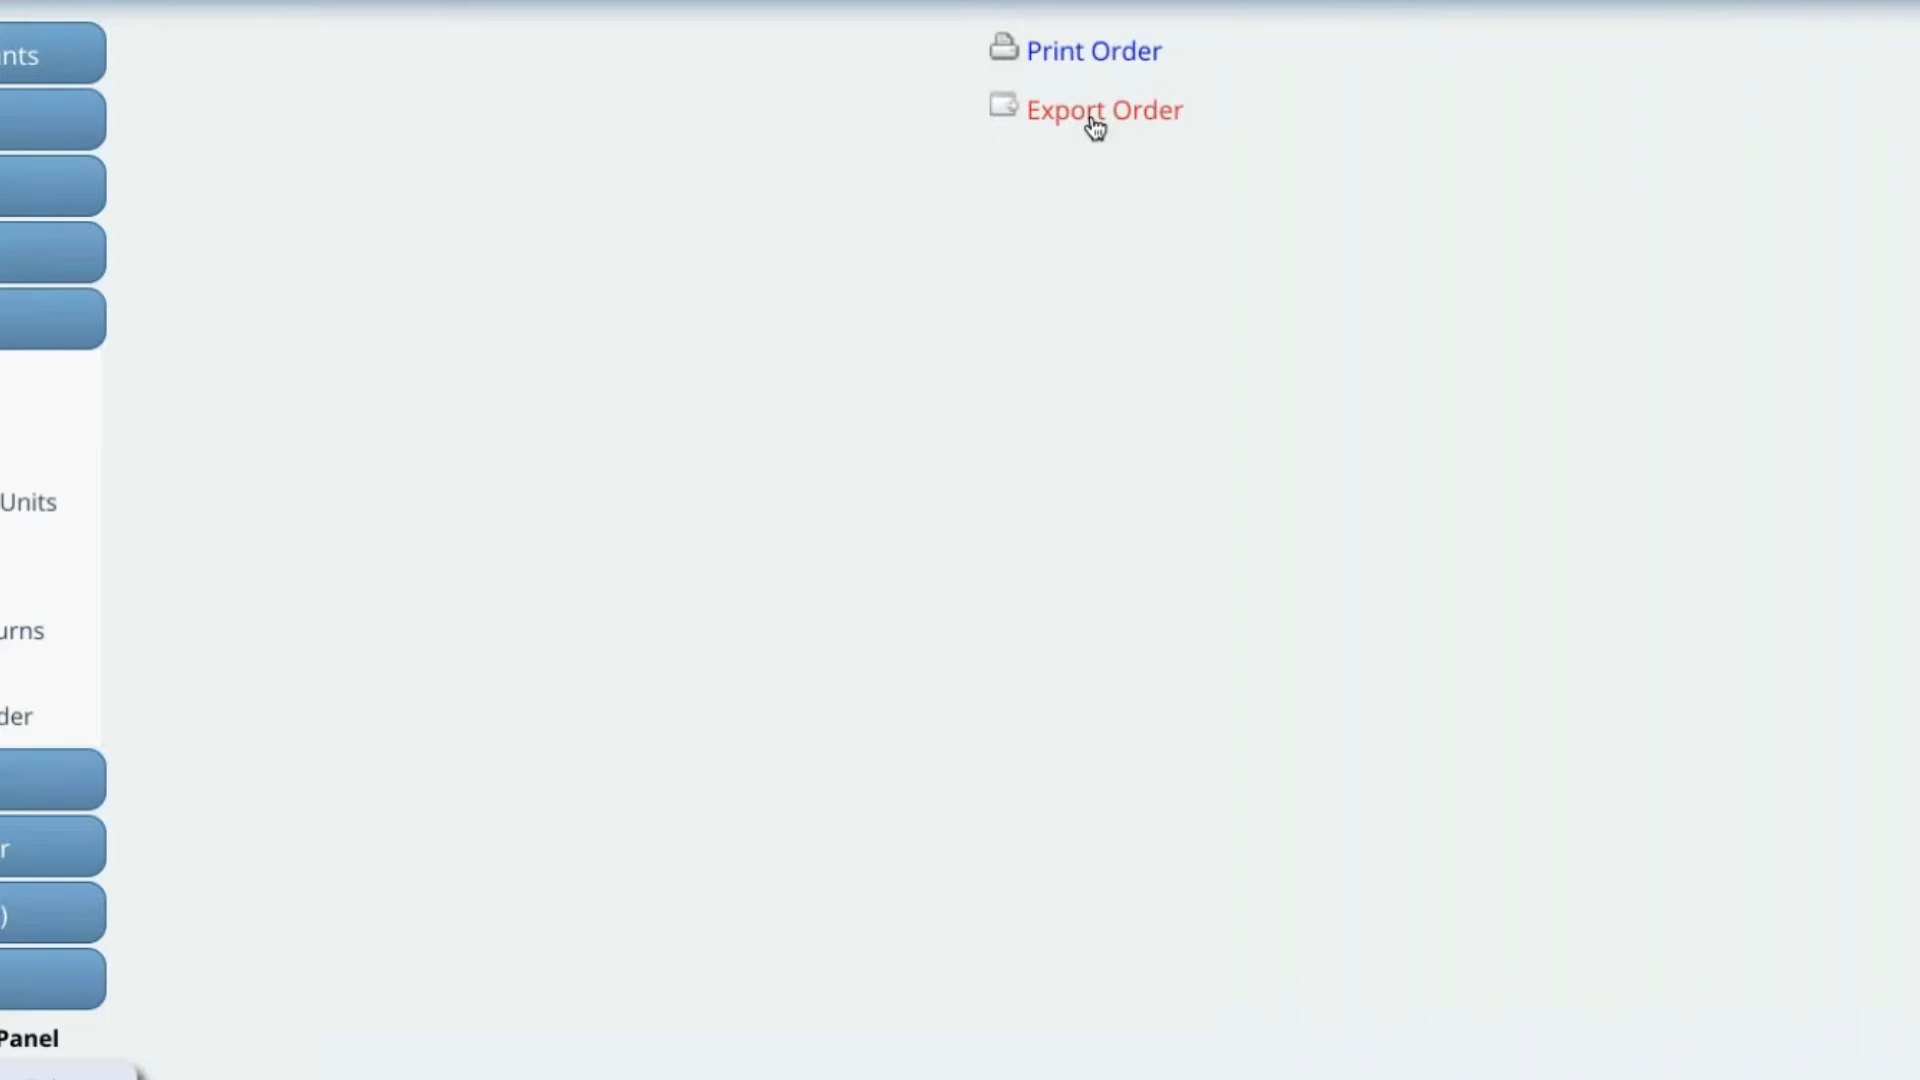 nts
Print Order
Export Order
Units
urns
der
r
)
Panel